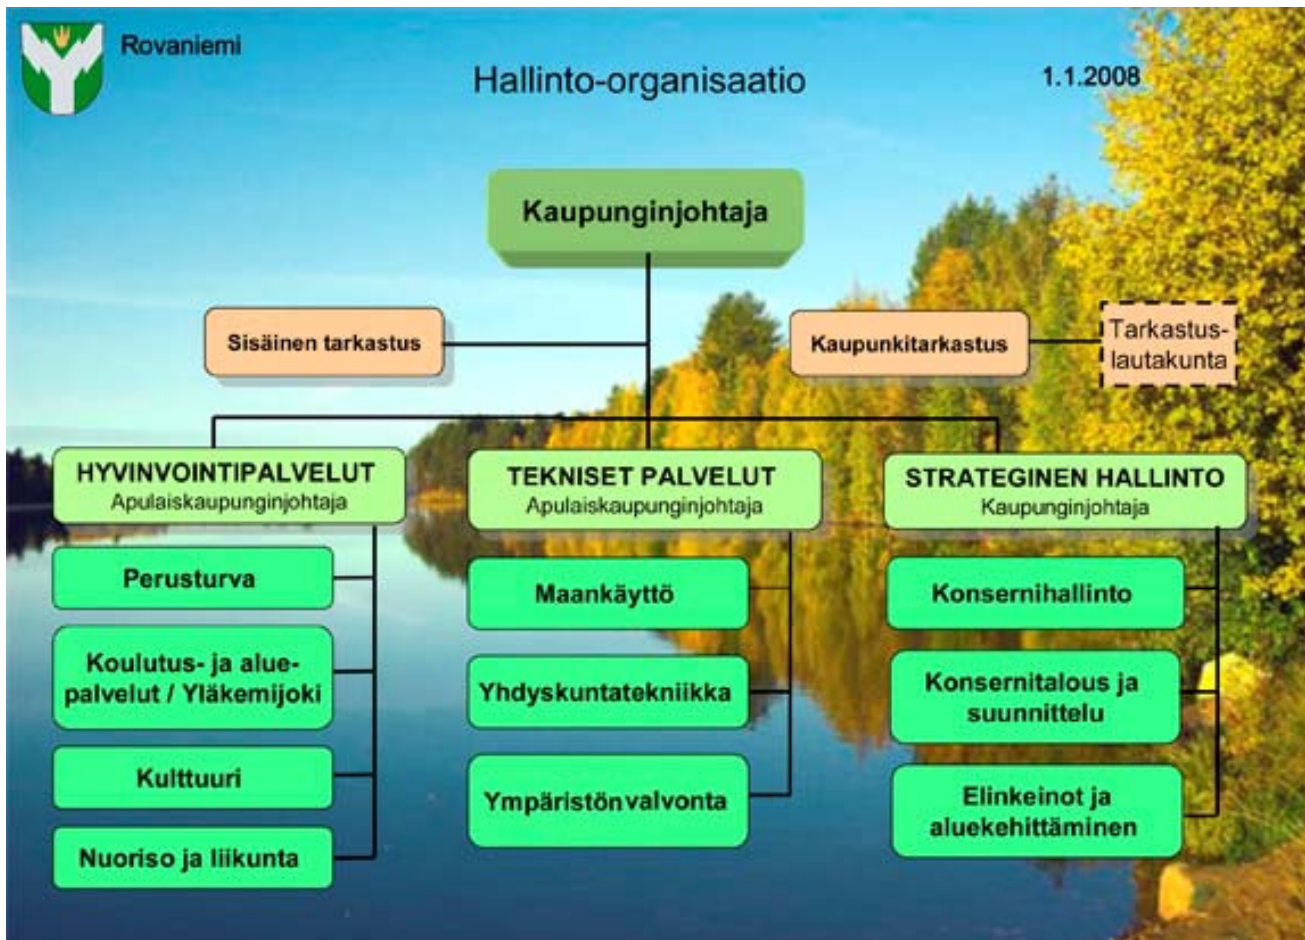 Rovaniemi
Hallinto-organisaatio
1.1.2008
Kaupunginjohtaja
Sisäinen tarkastus
Kaupunkitarkastus
Tarkastus-
lautakunta
HYVINVOINTIPALVELUT
Apulaiskaupunginjohtaja
Perusturva
Koulutus- ja alue-
palvelut / Yläkemijoki
Kulttuuri
Nuoriso ja liikunta
TEKNISET PALVELUT
Apulaiskaupunginjohtaja
Maankäyttö
Yhdyskuntatekniikka
Ympäristön valvonta
STRATEGINEN HALLINTO
Kaupunginjohtaja
Konsernihallinto
Konsernitalous ja
suunnittelu
Elinkeinot ja
aluekehittäminen